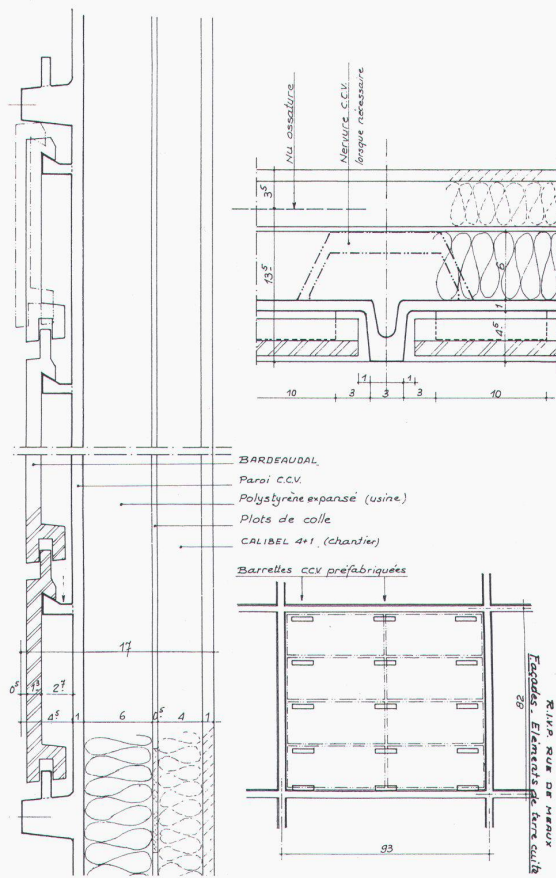 Nu ossature
Nervure C.C.V.
lorsque nécessaire
3⁵
13⁵
6
1
4⁵
1
1
10
3
3
3
10
BARDEAUDAL
Paroi C.C.V.
Polystyrène expansé (usine)
Plots de colle
CALIBEL 4+1 (chantier)
Barrettes CCV préfabriquées
17
0⁵
1³
2⁷
4⁵
1
6
0⁵
4
1
82
93
R.I.V.P. RUE DE MEAUX
Façades. Eléments de terre cuite